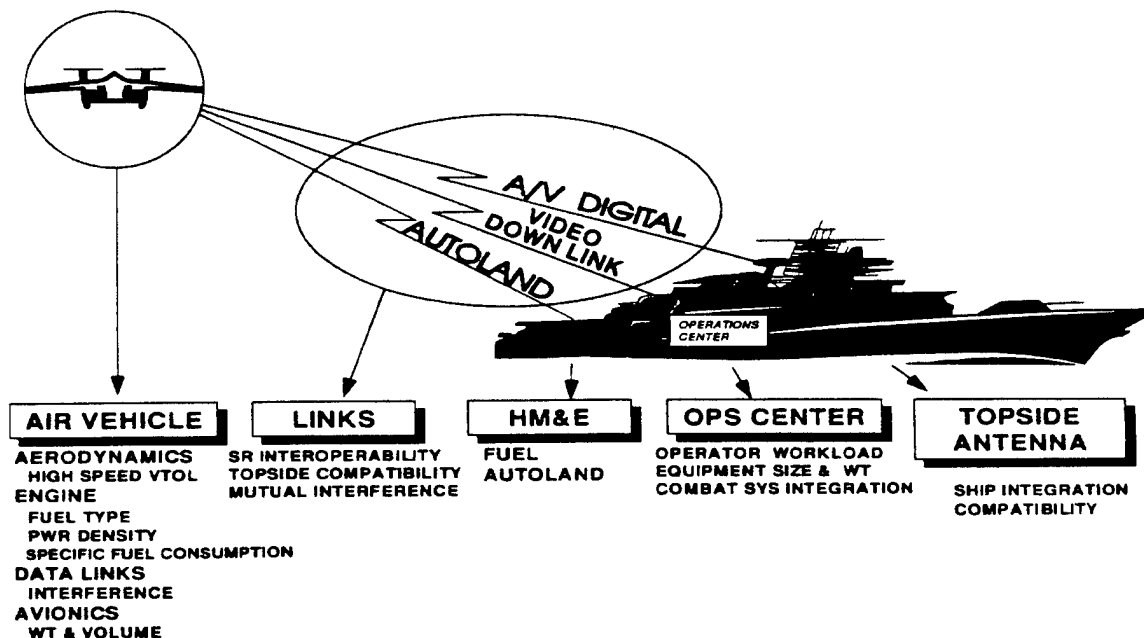 A/V DIGITAL
VIDEO
DOWN LINK
AUTOLAND
OPERATIONS
CENTER
AIR VEHICLE
AERODYNAMICS
HIGH SPEED VTOL
ENGINE
FUEL TYPE
PWR DENSITY
SPECIFIC FUEL CONSUMPTION
DATA LINKS
INTERFERENCE
AVIONICS
WT & VOLUME
LINKS
SR INTEROPERABILITY
TOPSIDE COMPATIBILITY
MUTUAL INTERFERENCE
HM&E
FUEL
AUTOLAND
OPS CENTER
OPERATOR WORKLOAD
EQUIPMENT SIZE & WT
COMBAT SYS INTEGRATION
TOPSIDE
ANTENNA
SHIP INTEGRATION
COMPATIBILITY